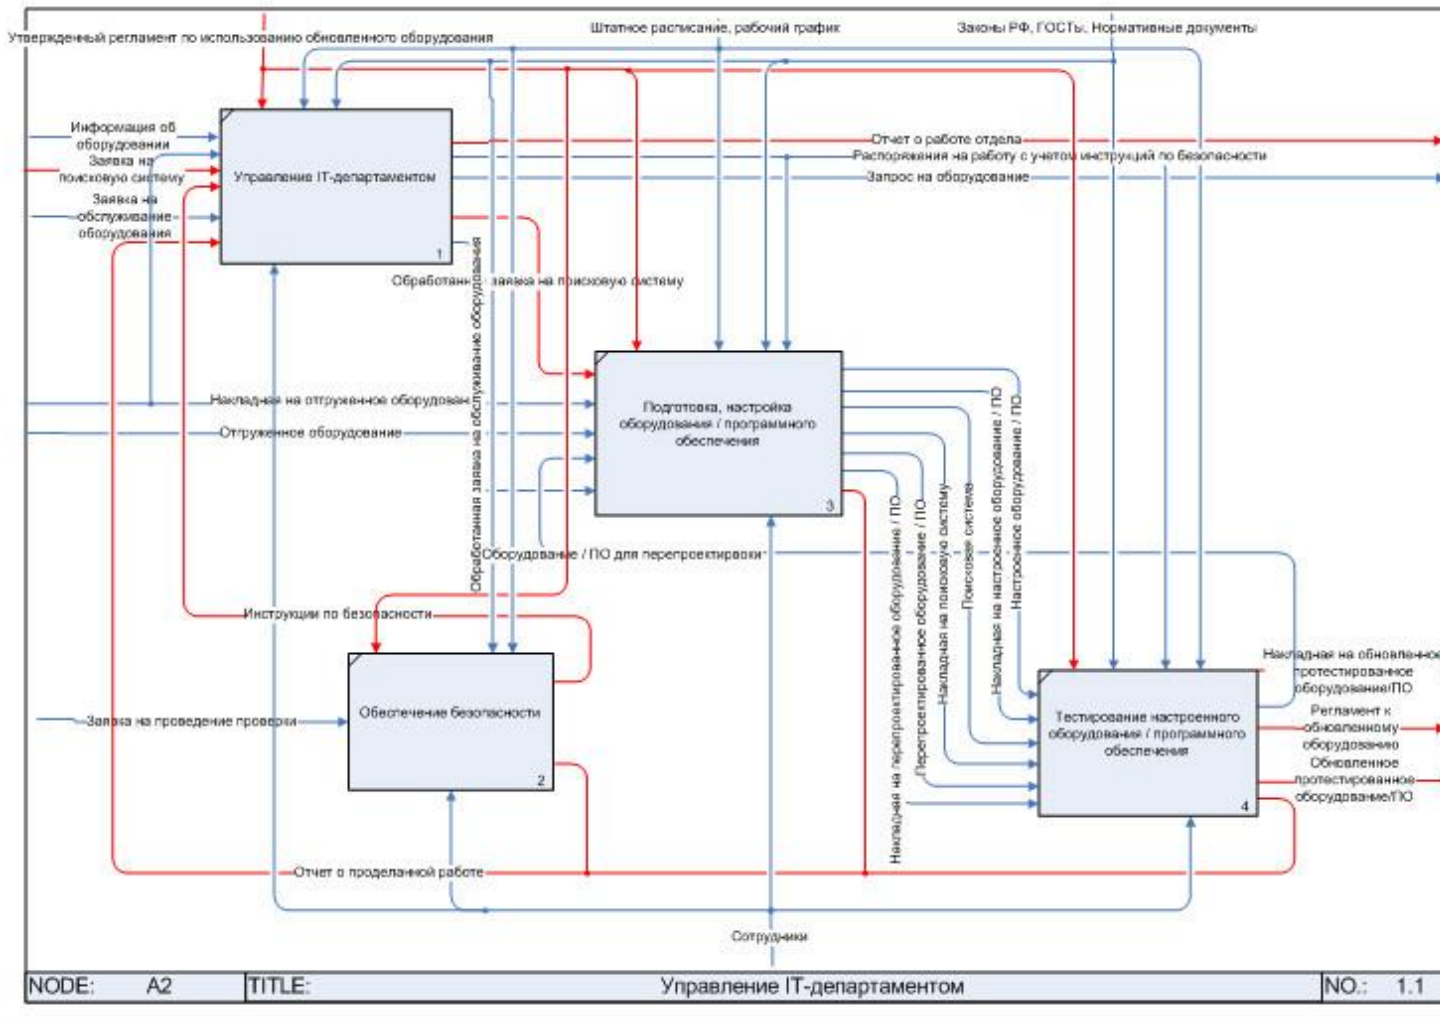 Утвержденный регламент по использованию обновленного оборудования
Штатное расписание, рабочий график
Законы РФ, ГОСТы, Нормативные документы
Информация об
оборудовании
Заявка на
поисковую систему
Заявка на
обслуживание
оборудования
Управление IT-департаментом
1
Отчет о работе отдела
Распоряжения на работу с учетом инструкций по безопасности
Запрос на оборудование
Обработанная заявка на поисковую систему
Обработанная заявка на обслуживание оборудования
Накладная на отгруженное оборудован
Отгруженное оборудование
Подготовка, настройка
оборудования / программного
обеспечения
3
Оборудование / ПО для перепроектирвоки
Накладная на перепроектированное оборудование / ПО
Перепроектированное оборудование / ПО
Накладная на поисковую систему
Поисковая система
Накладная на настроенное оборудование / ПО
Настроенное оборудование / ПО
Инструкции по безопасности
Заявка на проведение проверки
Обеспечение безопасности
2
Тестирование настроенного
оборудования / программного
обеспечения
4
Накладная на обновленное
протестированное
оборудование/ПО
Регламент к
обновленному
оборудованию
Обновленное
протестированное
оборудование/ПО
Отчет о проделанной работе
Сотрудники
NODE: A2 TITLE: Управление IT-департаментом NO.: 1.1